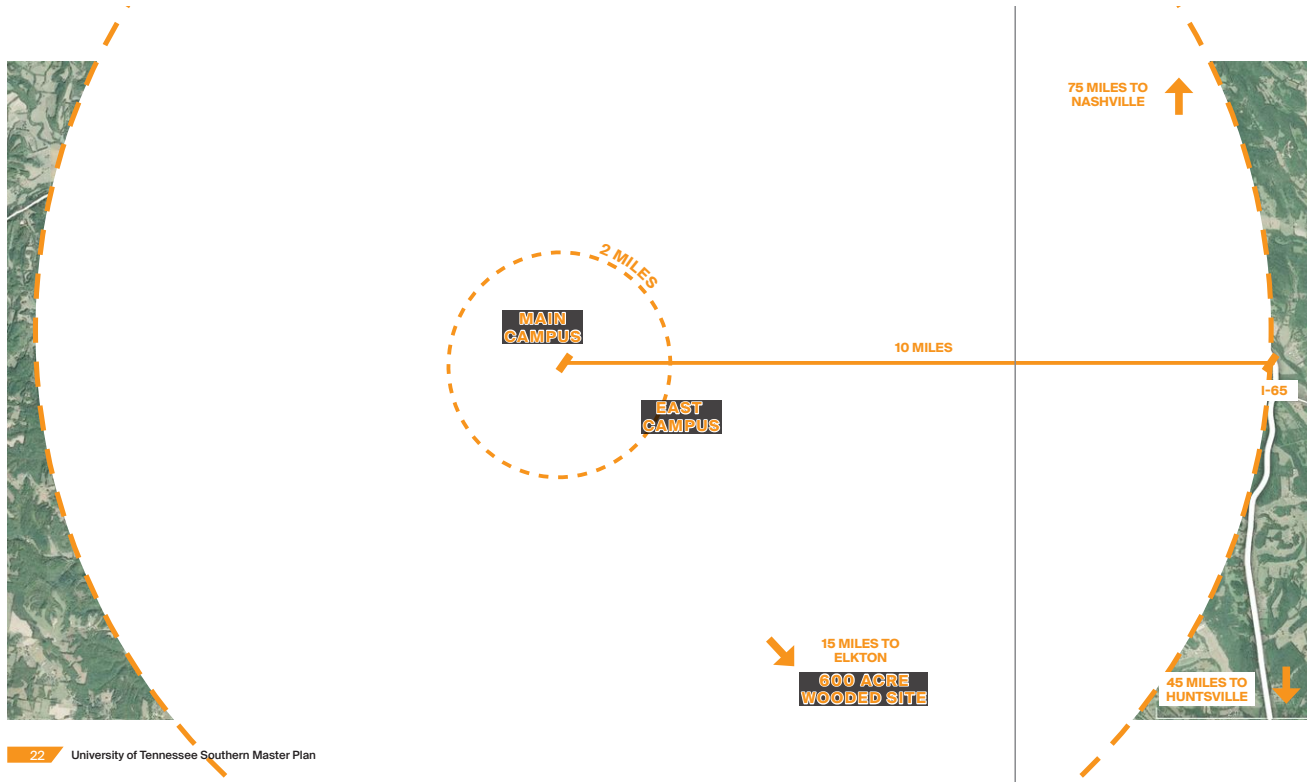 75 MILES TO
NASHVILLE
2 MILES
MAIN
CAMPUS
10 MILES
I-65
EAST
CAMPUS
15 MILES TO
ELKTON
600 ACRE
WOODED SITE
45 MILES TO
HUNTSVILLE
22 University of Tennessee Southern Master Plan